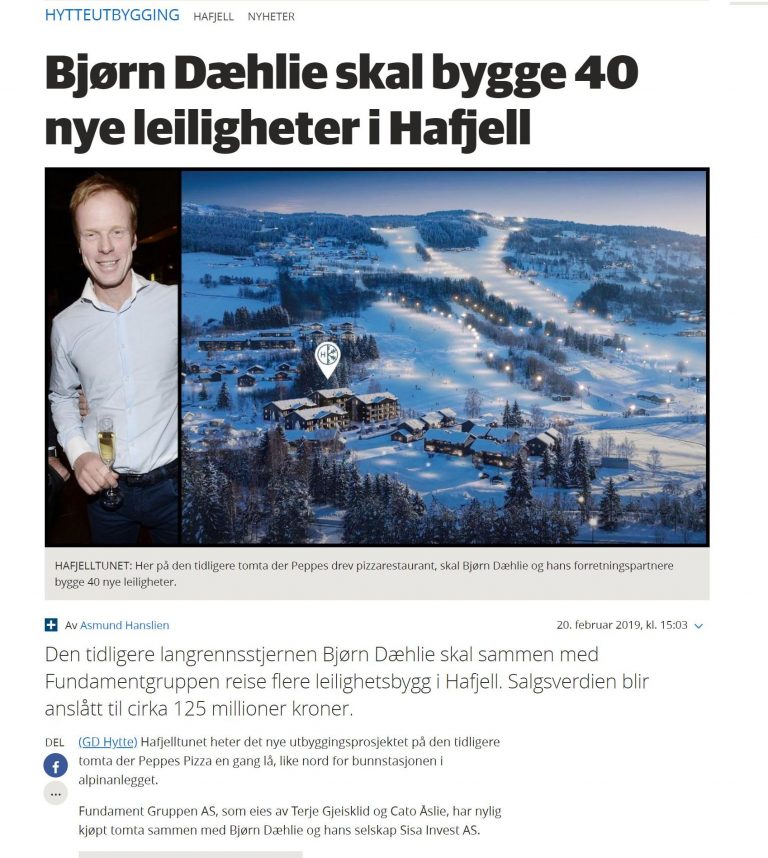 HYTTEUTBYGGING HAFJELL NYHETER
Bjørn Dæhlie skal bygge 40
nye leiligheter i Hafjell
H
HAFJELLTUNET: Her på den tidligere tomta der Peppes drev pizzarestaurant, skal Bjørn Dæhlie og hans forretningspartnere
bygge 40 nye leiligheter.
Av Asmund Hanslien 20. februar 2019, kl. 15:03
Den tidligere langrennsstjernen Bjørn Dæhlie skal sammen med
Fundamentgruppen reise flere leilighetsbygg i Hafjell. Salgsverdien blir
anslått til cirka 125 millioner kroner.
DEL
(GD Hytte) Hafjelltunet heter det nye utbyggingsprosjektet på den tidligere
tomta der Peppes Pizza en gang lå, like nord for bunnstasjonen i
alpinanlegget.
Fundament Gruppen AS, som eies av Terje Gjeisklid og Cato Åslie, har nylig
kjøpt tomta sammen med Bjørn Dæhlie og hans selskap Sisa Invest AS.